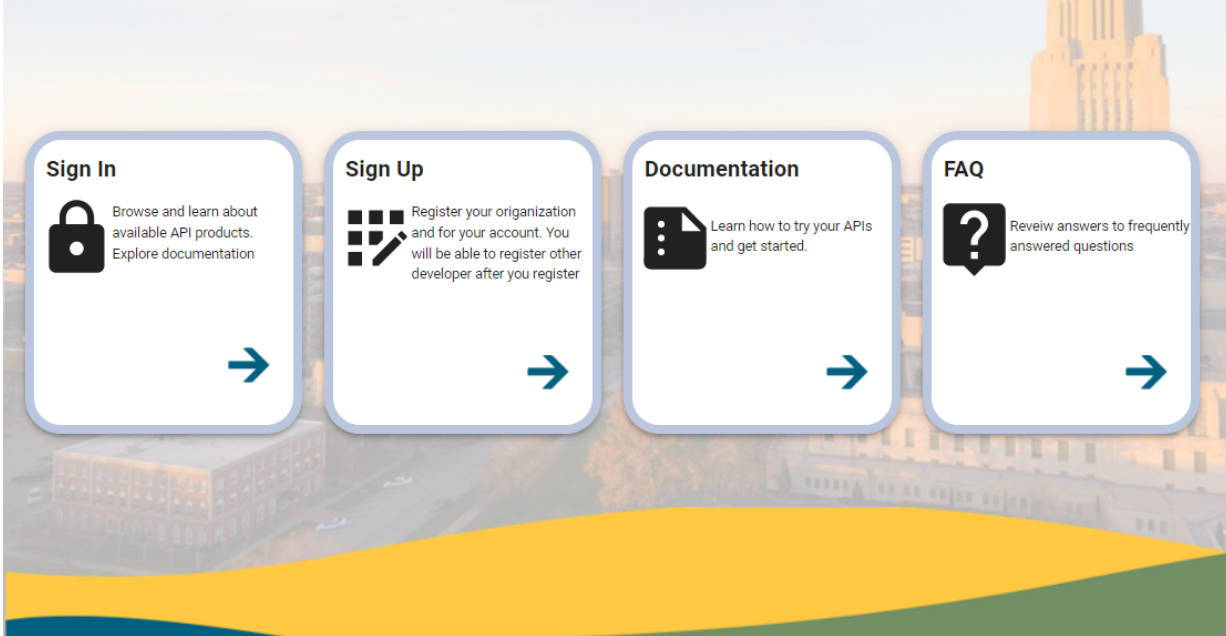 Sign In
Browse and learn about
available API products.
Explore documentation
Sign Up
Register your origanization
and for your account. You
will be able to register other
developer after you register
Documentation
Learn how to try your APIs
and get started.
FAQ
Reveiw answers to frequently
answered questions